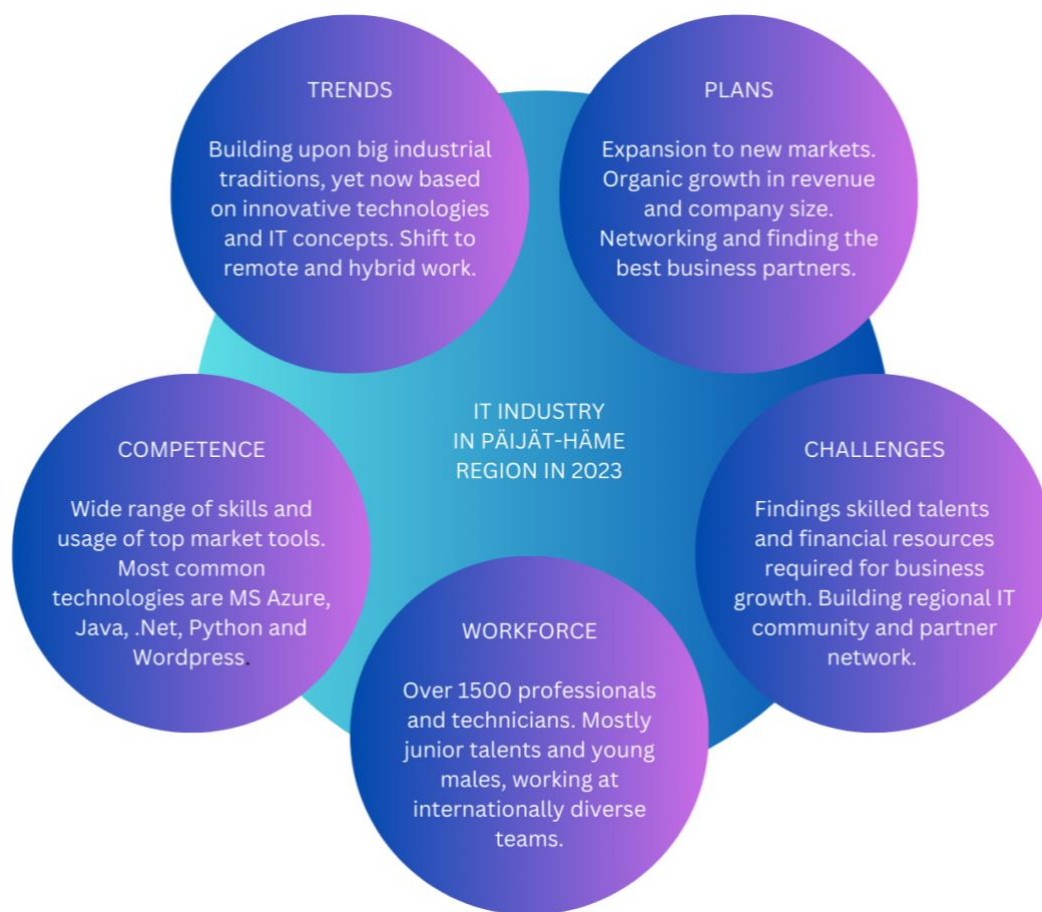 TRENDS
Building upon big industrial
traditions, yet now based
on innovative technologies
and IT concepts. Shift to
remote and hybrid work.
PLANS
Expansion to new markets.
Organic growth in revenue
and company size.
Networking and finding the
best business partners.
IT INDUSTRY
IN PÄIJÄT-HÄME
REGION IN 2023
COMPETENCE
Wide range of skills and
usage of top market tools.
Most common
technologies are MS Azure,
Java, .Net, Python and
Wordpress.
CHALLENGES
Findings skilled talents
and financial resources
required for business
growth. Building regional IT
community and partner
network.
WORKFORCE
Over 1500 professionals
and technicians. Mostly
junior talents and young
males, working at
internationally diverse
teams.